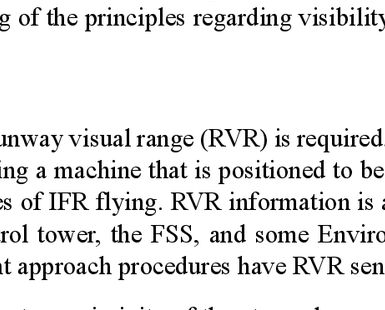 g of the principles regarding visibility
unway visual range (RVR) is required,
ing a machine that is positioned to be
es of IFR flying. RVR information is a
rol tower, the FSS, and some Enviro
nt approach procedures have RVR sen